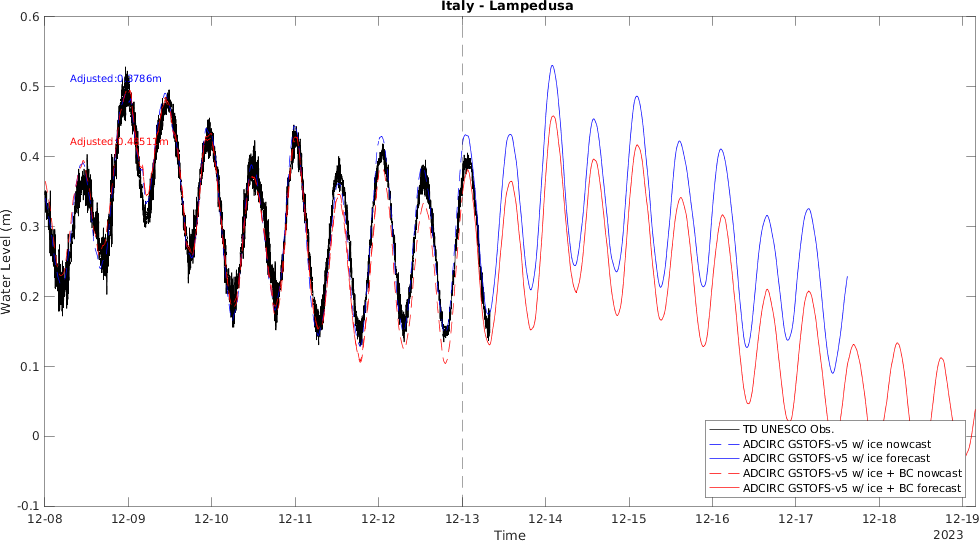 Italy - Lampedusa
0.6
0.5
0.4
0.3
0.2
0.1
0
-0.1
Water Level (m)
Adjusted:0.3786m
TD UNESCO Obs.
ADCIRC GSTOFS-v5 w/ ice nowcast
ADCIRC GSTOFS-v5 w/ ice forecast
ADCIRC GSTOFS-v5 w/ ice + BC nowcast
ADCIRC GSTOFS-v5 w/ ice + BC forecast
12-08 12-09 12-10 12-11 12-12 12-13 12-14 12-15 12-16 12-17 12-18 12-19
Time
2023